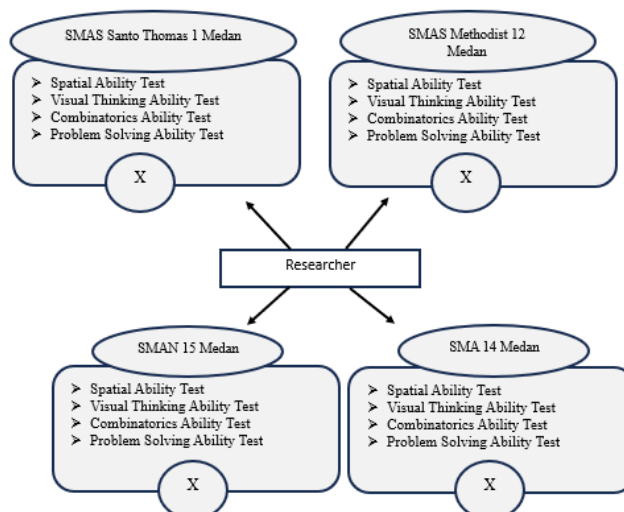 SMAS Santo Thomas 1 Medan
Spatial Ability Test
Visual Thinking Ability Test
Combinatorics Ability Test
Problem Solving Ability Test
X
SMAS Methodist 12
Medan
Spatial Ability Test
Visual Thinking Ability Test
Combinatorics Ability Test
Problem Solving Ability Test
X
Researcher
SMAN 15 Medan
Spatial Ability Test
Visual Thinking Ability Test
Combinatorics Ability Test
Problem Solving Ability Test
X
SMA 14 Medan
Spatial Ability Test
Visual Thinking Ability Test
Combinatorics Ability Test
Problem Solving Ability Test
X